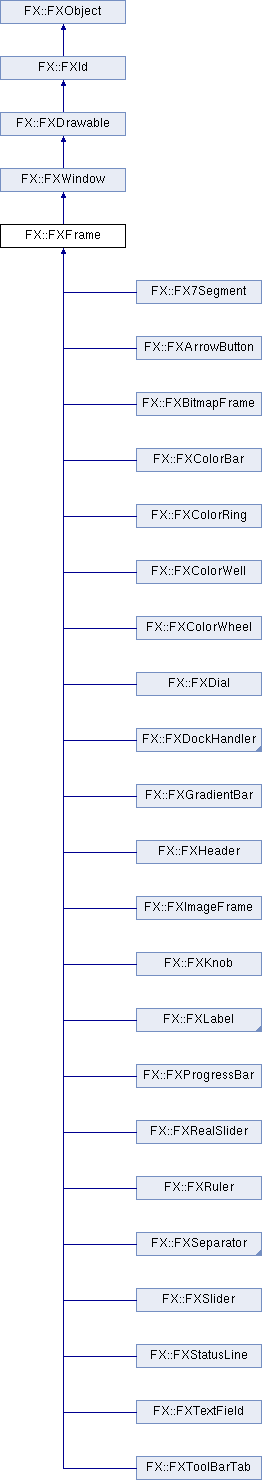 FX::FXObject
FX::FXId
FX::FXDrawable
FX::FXWindow
FX::FXFrame
FX::FX7Segment
FX::FXArrowButton
FX::FXBitmapFrame
FX::FXColorBar
FX::FXColorRing
FX::FXColorWell
FX::FXColorWheel
FX::FXDial
FX::FXDockHandler
FX::FXGradientBar
FX::FXHeader
FX::FXImageFrame
FX::FXKnob
FX::FXLabel
FX::FXProgressBar
FX::FXRealSlider
FX::FXRuler
FX::FXSeparator
FX::FXSlider
FX::FXStatusLine
FX::FXTextField
FX::FXToolBarTab